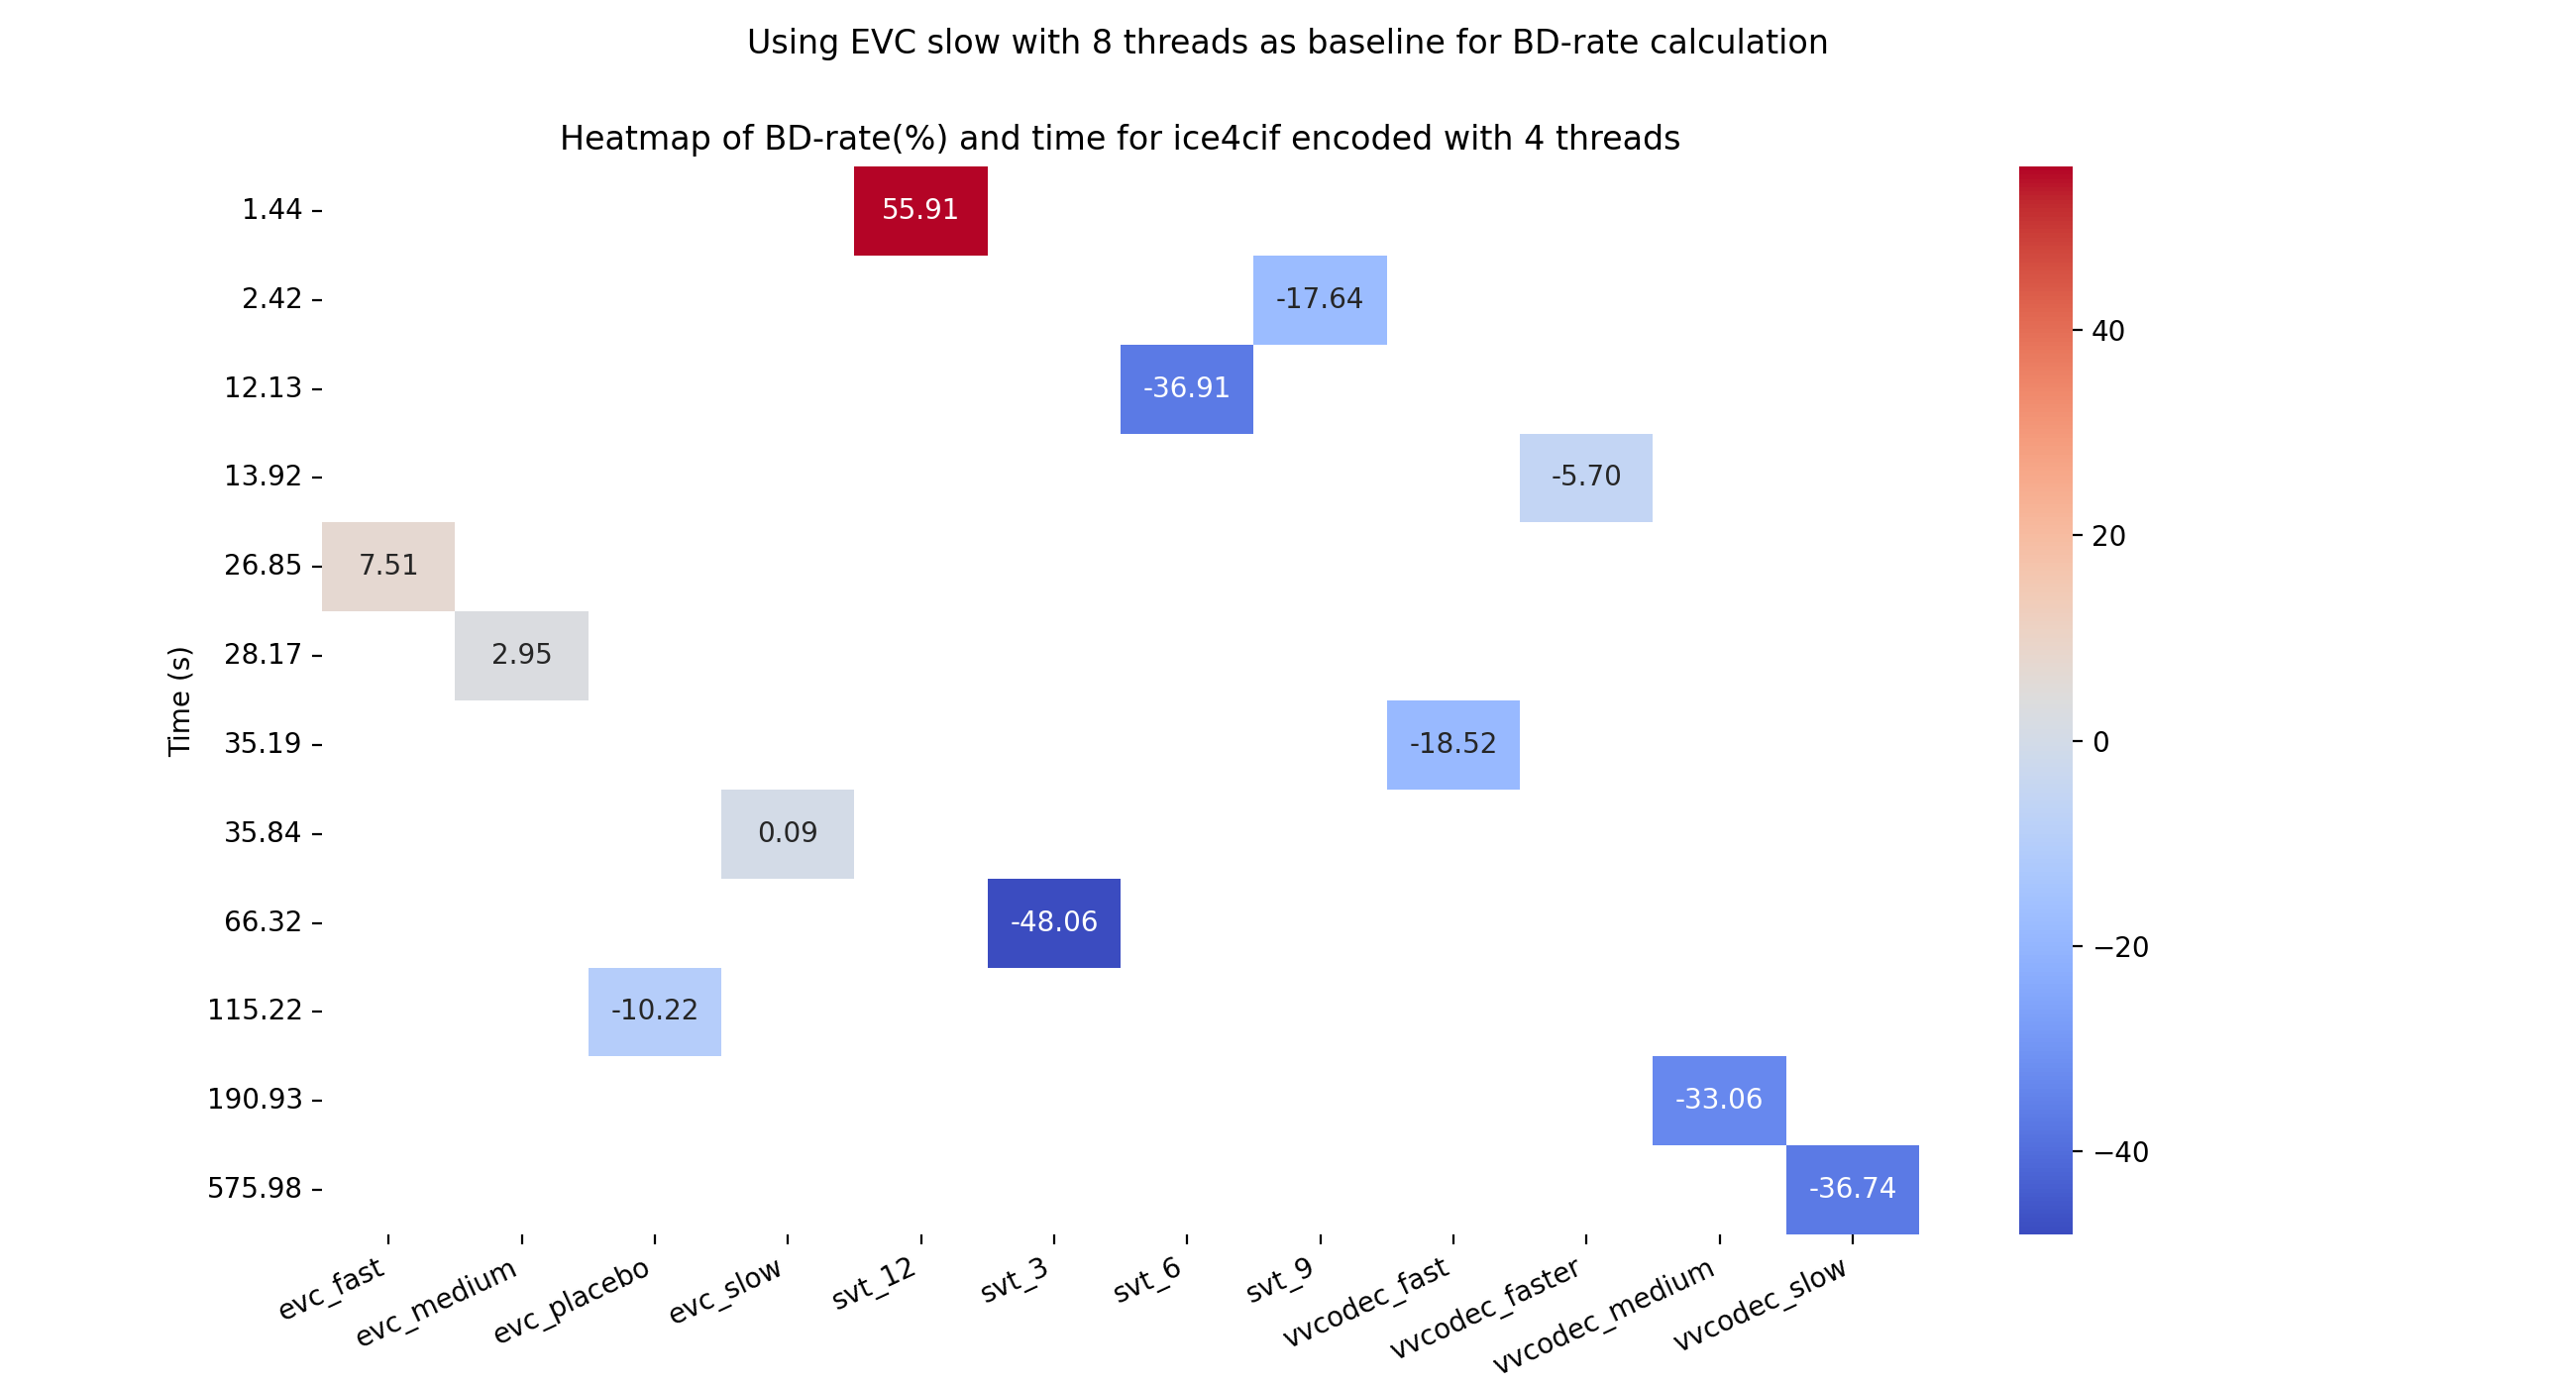 Using EVC slow with 8 threads as baseline for BD-rate calculation
Heatmap of BD-rate(%) and time for ice4cif encoded with 4 threads
Time (s)
1.44
55.91
2.42
-17.64
12.13
-36.91
13.92
-5.70
26.85
7.51
28.17
2.95
35.19
-18.52
35.84
0.09
66.32
-48.06
115.22
-10.22
190.93
-33.06
575.98
-36.74
evc_fast
evc_medium
evc_placebo
evc_slow
svt_12
svt_3
svt_6
svt_9
vvcodec_fast
vvcodec_faster
vvcodec_medium
vvcodec_slow
40
20
0
−20
−40